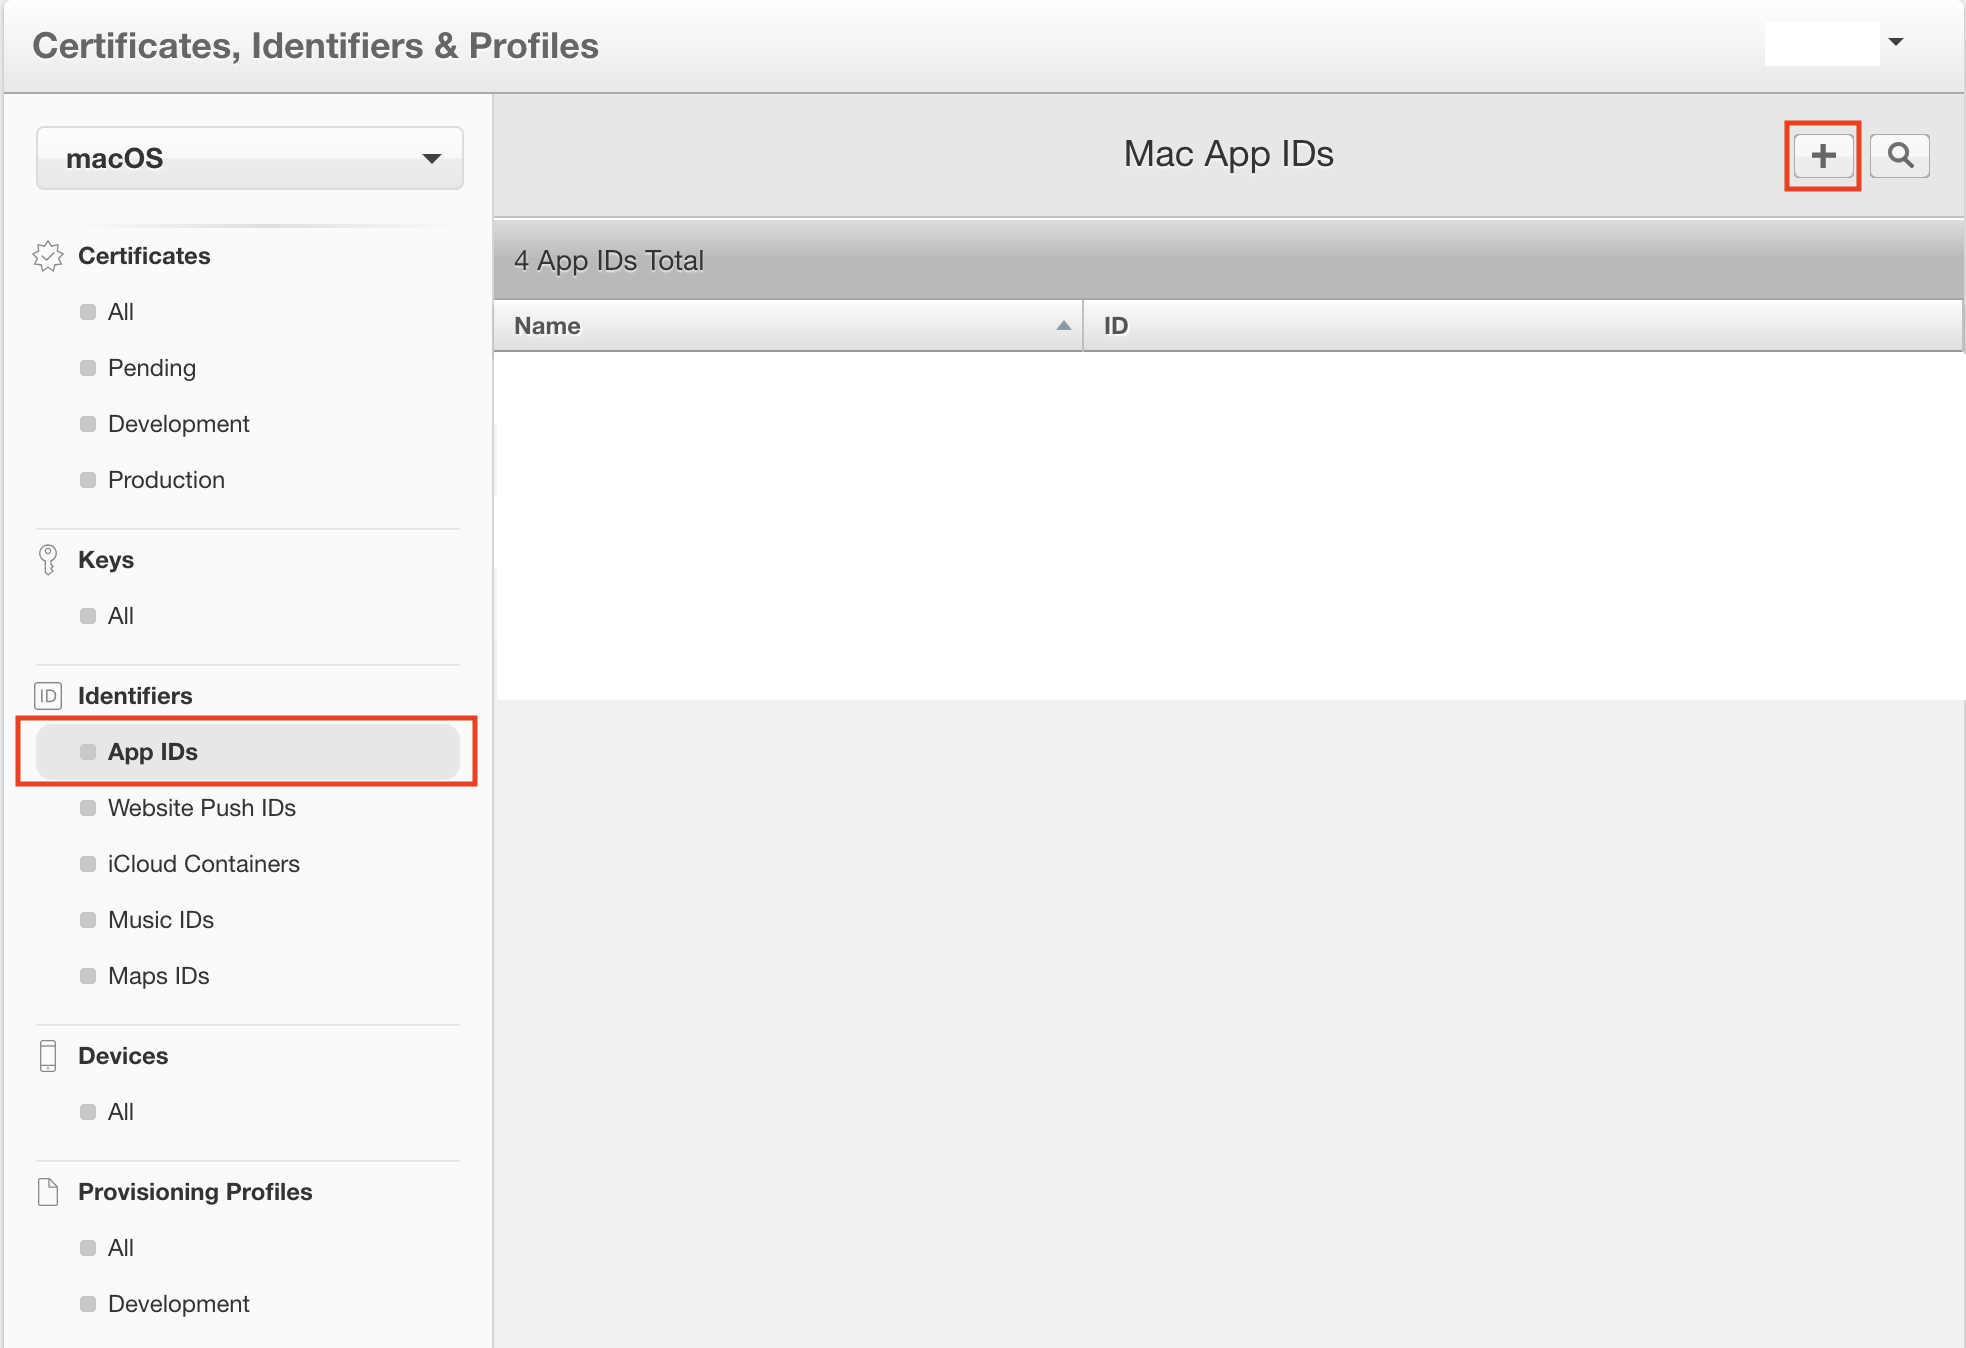 Certificates, Identifiers & Profiles
macOS
Certificates
All
Pending
Development
Production
Keys
All
ID Identifiers
App IDs
Website Push IDs
iCloud Containers
Music IDs
Maps IDs
Devices
All
Provisioning Profiles
All
Development
Mac App IDs
4 App IDs Total
Name ID